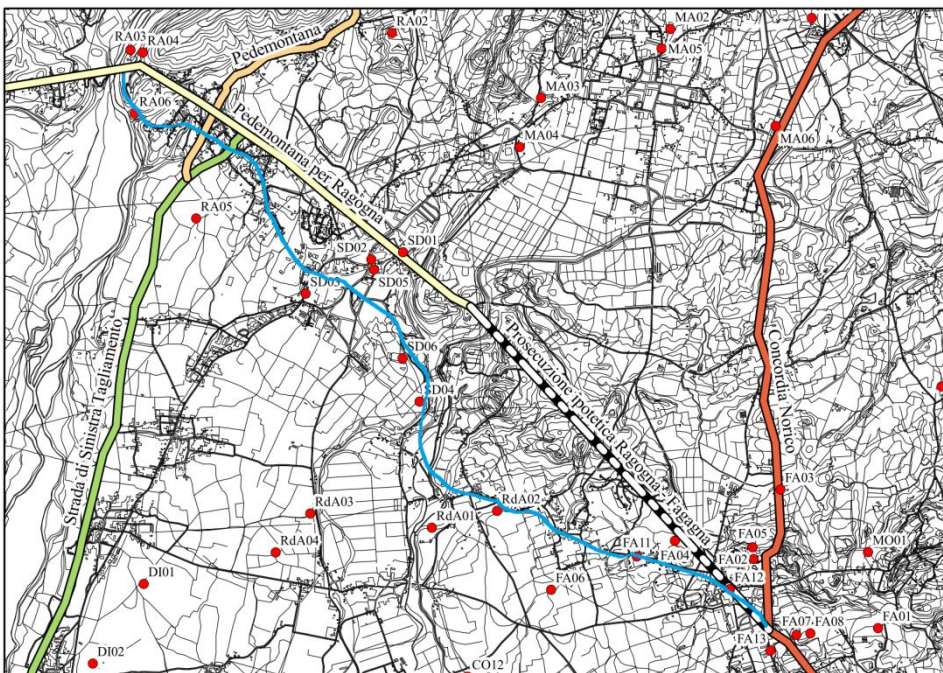 RA03
RA04
RA02
MA02
Pedemontana
MA05
MA03
RA06
Pedemontana per Ragogna
MA04
MA06
RA05
SD02
SD01
SD05
SD03
Strada di Sinistra Tagliamento
Prosecuzione ipotetica Ragogna - Fagagna
Concordia Norico
SD06
SD04
FA03
RdA03
RdA02
RdA01
RdA04
FA11
FA04
FA05
FA02
MO01
DI01
FA06
FA12
FA07
FA08
FA01
FA13
DI02
CO12